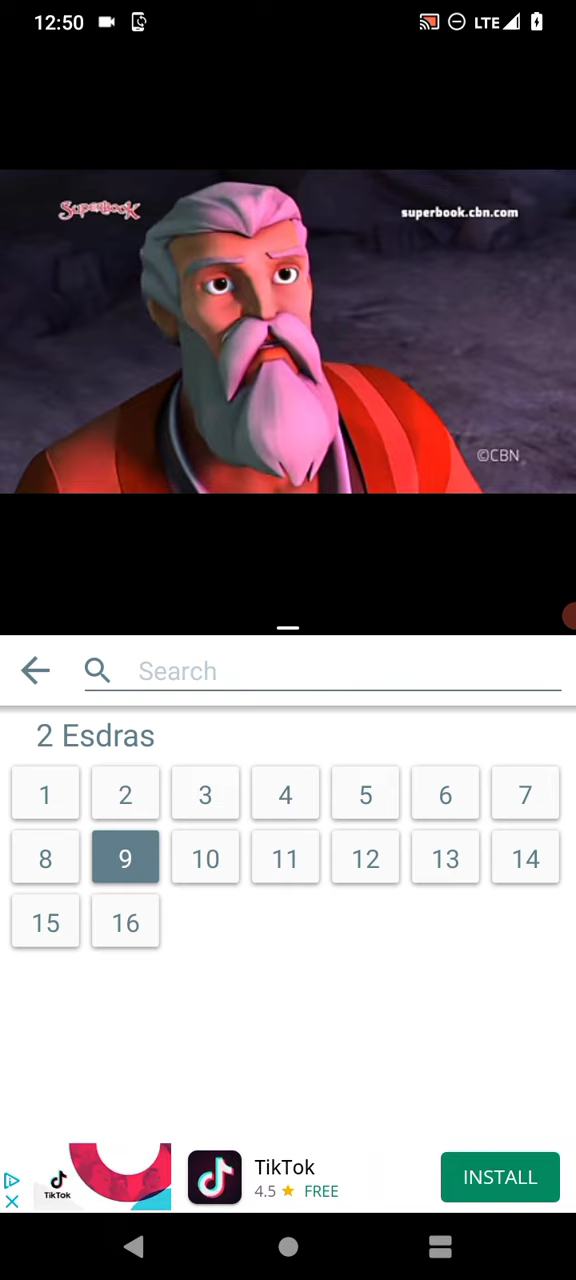 12:50
LTE
SUPERBOOK
superbook.cbn.com
©CBN
Search
2 Esdras
1 2 3 4 5 6 7
8 9 10 11 12 13 14
15 16
TikTok
TikTok
4.5 ★ FREE
INSTALL